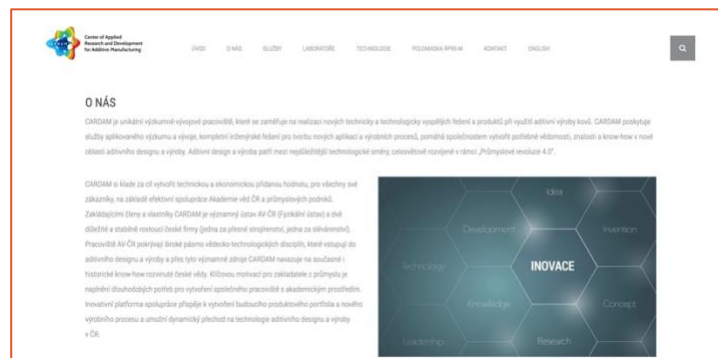 Center of Applied
Research and Development
for Additive Manufacturing
ÚVOD O NÁS SLUŽBY LABORATOŘE TECHNOLOGIE POLOMASKA RP95-M KONTAKT ENGLISH
O NÁS
CARDAM je unikátní výzkumně-vývojové pracoviště, které se zaměřuje na realizaci nových technicky a technologicky vyspělých řešení a produktů při využití aditivní výroby kovů. CARDAM poskytuje
služby aplikovaného výzkumu a vývoje, kompletní inženýrské řešení pro tvorbu nových aplikací a výrobních procesů, pomáhá společnostem vytvořit potřebné vědomosti, znalosti a know-how v nové
oblasti aditivního designu a výroby. Aditivní design a výroba patří mezi nejdůležitější technologické směry, celosvětově rozvíjené v rámci „Průmyslové revoluce 4.0".
CARDAM si klade za cíl vytvořit technickou a ekonomickou přidanou hodnotu, pro všechny své
zákazníky, na základě efektivní spolupráce Akademie věd ČR a průmyslových podniků.
Zakládajícími členy a vlastníky CARDAM je významný ústav AV ČR (Fyzikální ústav) a dvě
důležité a stabilně rostoucí české firmy (jedna za přesné strojírenství, jedna za slévárenství).
Pracoviště AV ČR pokrývají široké pásmo vědecko-technologických disciplín, které vstupují do
aditivního designu a výroby a přes tyto významné zdroje CARDAM navazuje na současné i
historické know-how rozvinuté české vědy. Klíčovou motivací pro zakladatele z průmyslu je
naplnění dlouhodobých potřeb pro vytvoření společného pracoviště s akademickým prostředím.
Inovativní platforma spolupráce přispěje k vytvoření budoucího produktového portfolia a nového
výrobního procesu a umožní dynamický přechod na technologie aditivního designu a výroby
v ČR.
Idea
Development
Invention
Technology
INOVACE
Knowledge
Concept
Leadership
Research